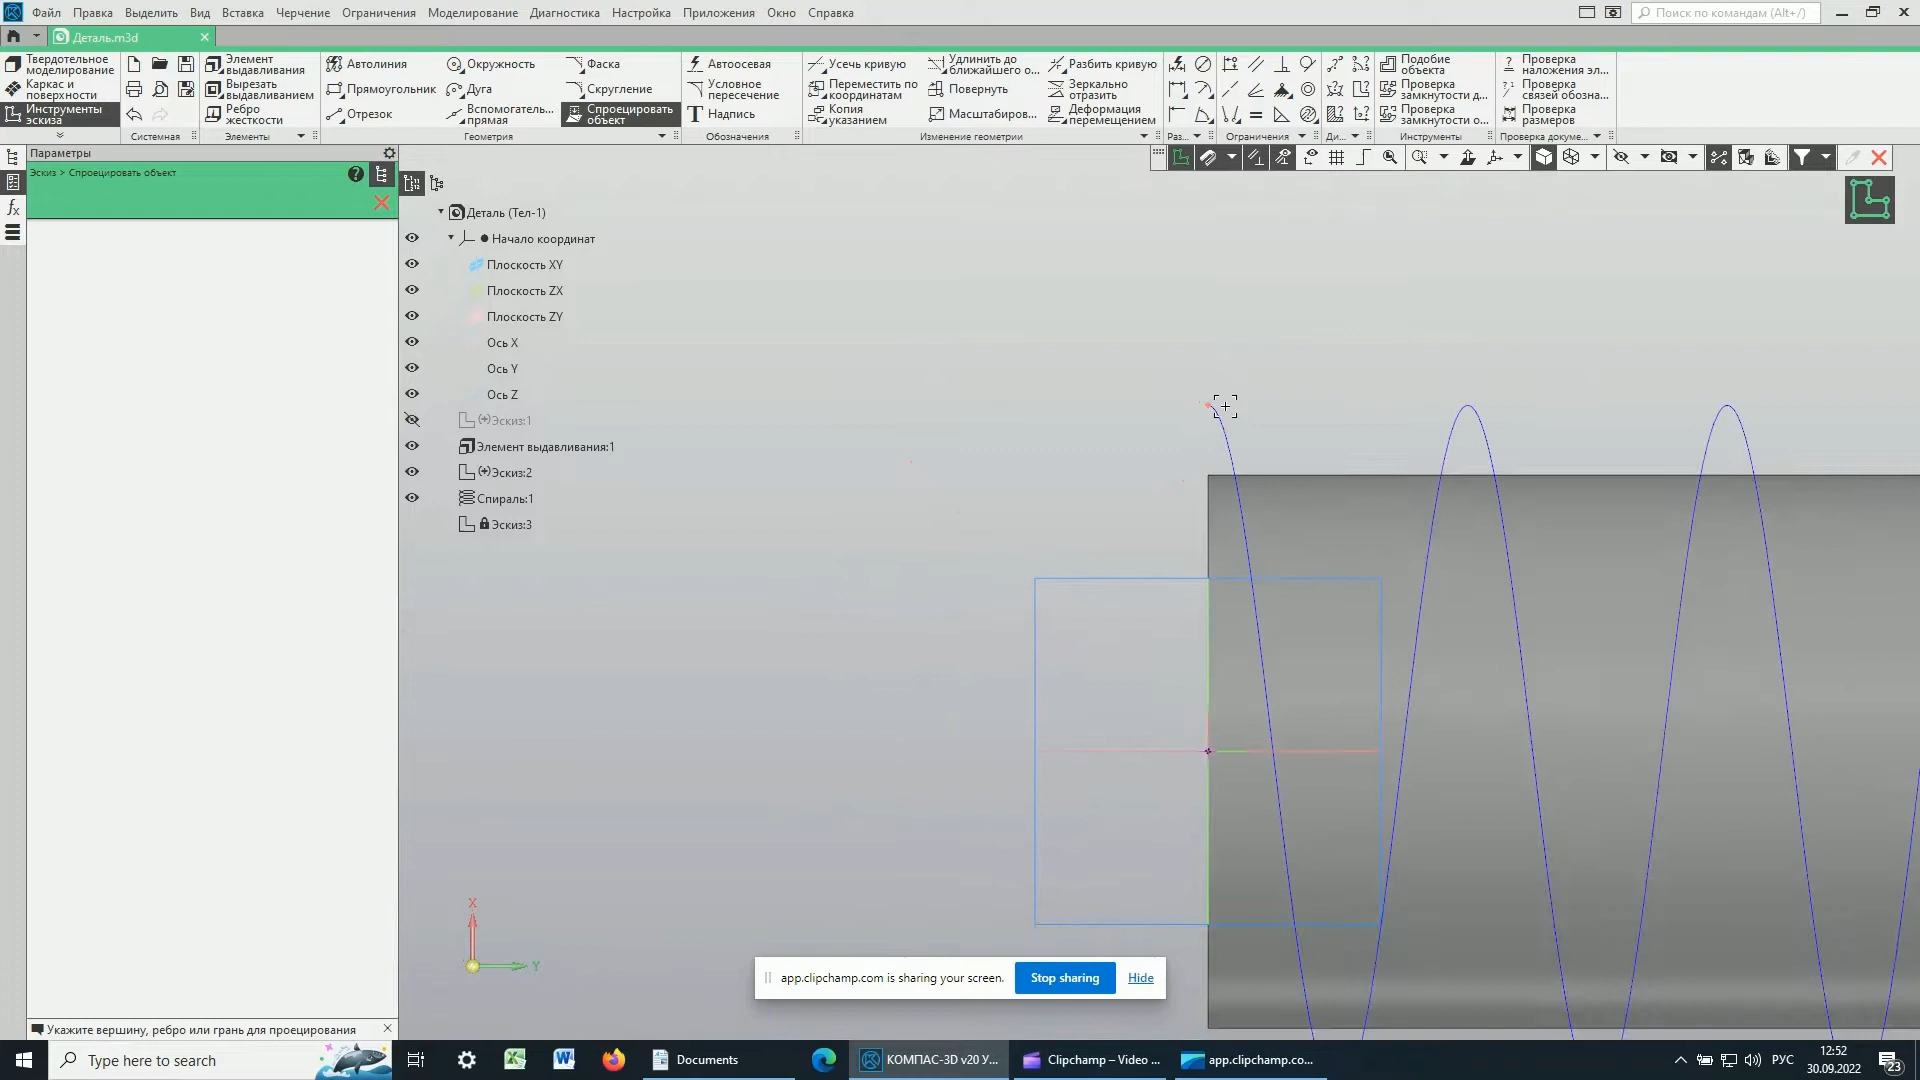 Файл Правка Выделить Вид Вставка Черчение Ограничения Моделирование Диагностика Настройка Приложения Окно Справка
Поиск по командам (Alt+/)
Деталь.m3d
Твердотельное моделирование
Каркас и поверхности
Инструменты эскиза
Системная
Элемент выдавливания
Вырезать выдавливанием
Ребро жесткости
Элементы
Автолиния
Прямоугольник
Отрезок
Окружность
Дуга
Вспомогатель... прямая
Фаска
Скругление
Спроецировать объект
Геометрия
Автоосевая
Условное пересечение
Надпись
Обозначения
Усечь кривую
Переместить по координатам
Копия указанием
Удлинить до ближайшего о...
Повернуть
Масштабиров...
Разбить кривую
Зеркально отразить
Деформация перемещением
Изменение геометрии
Раз...
Ограничения
Ди...
Подобие объекта
Проверка замкнутости д...
Проверка замкнутости о...
Инструменты
Проверка наложения эл...
Проверка связей обозна...
Проверка размеров
Проверка докуме...
Параметры
Эскиз > Спроецировать объект
Деталь (Тел-1)
Начало координат
Плоскость XY
Плоскость ZX
Плоскость ZY
Ось X
Ось Y
Ось Z
(+)Эскиз:1
Элемент выдавливания:1
(+)Эскиз:2
Спираль:1
Эскиз:3
X
Y
app.clipchamp.com is sharing your screen.
Stop sharing
Hide
Укажите вершину, ребро или грань для проецирования
Type here to search
Documents
КОМПАС-3D v20 У...
Clipchamp – Video ...
app.clipchamp.co...
РУС
12:52
30.09.2022
23